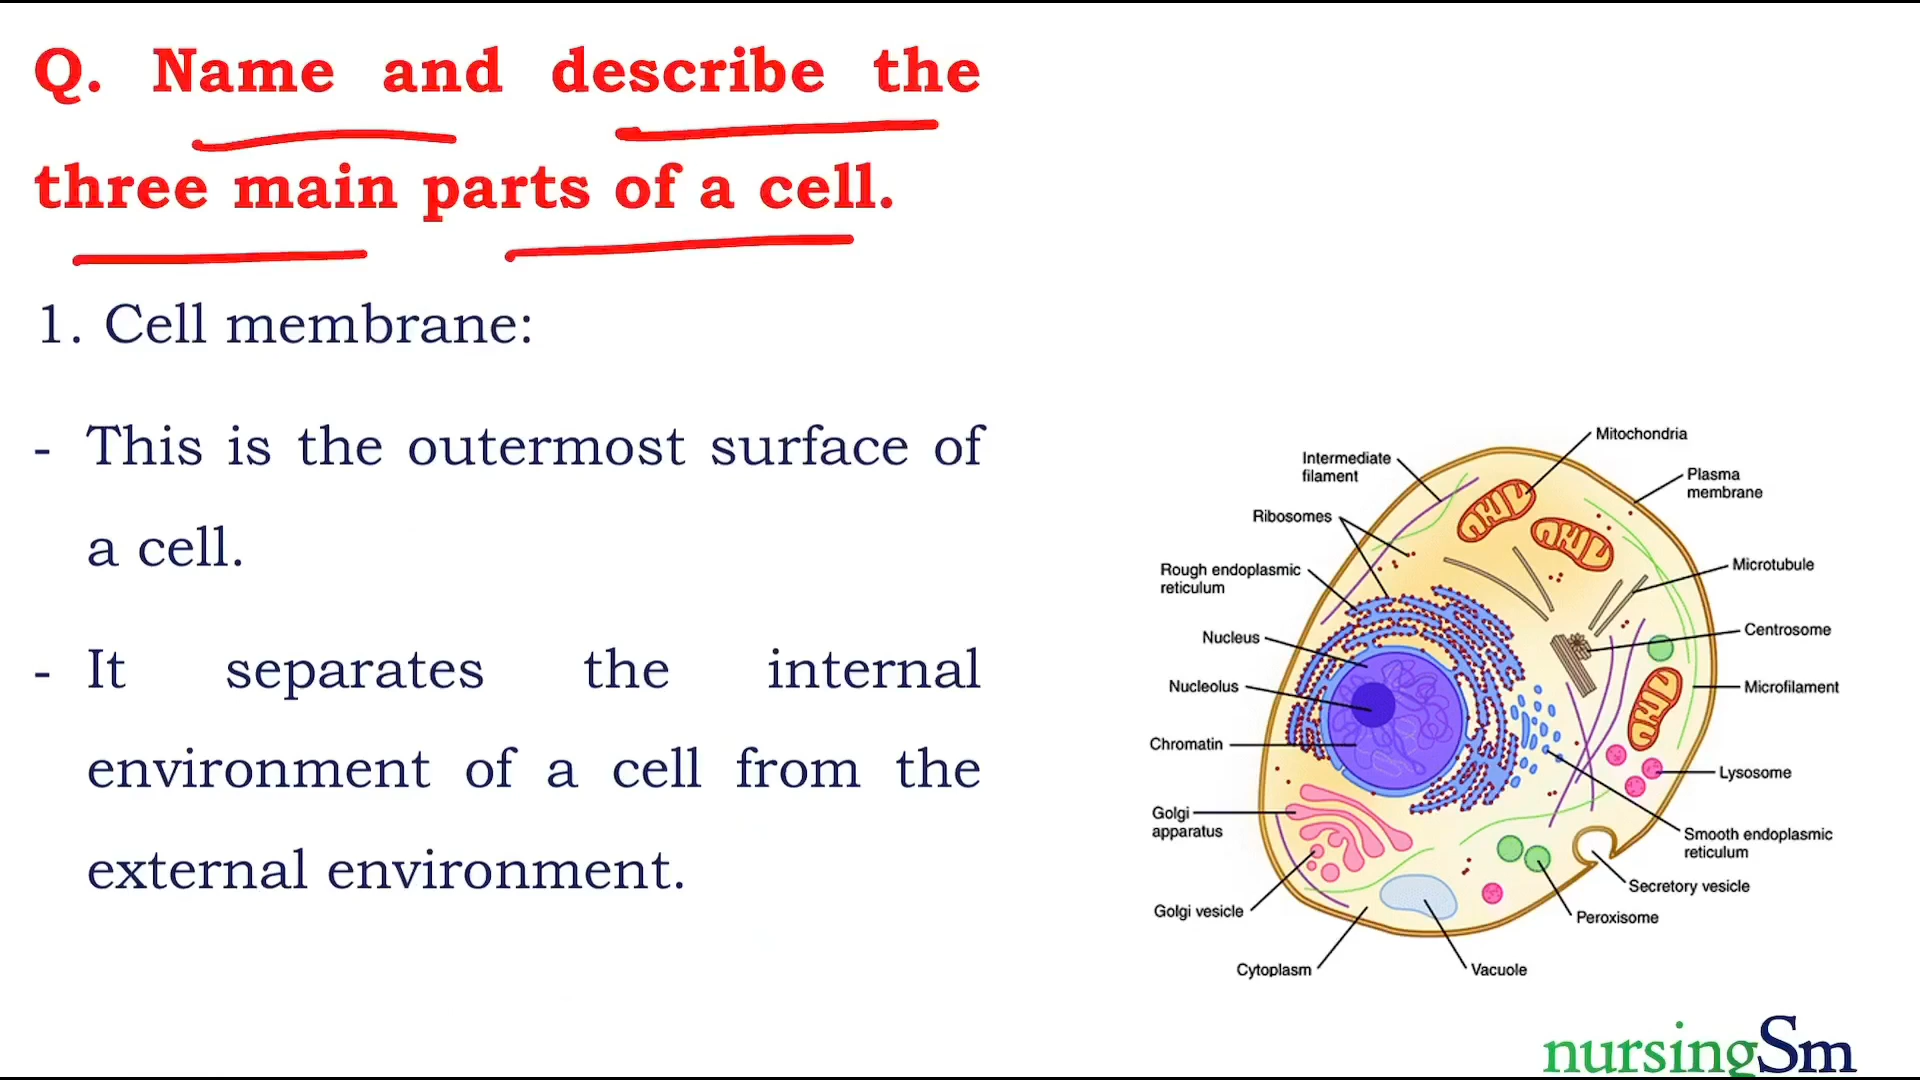 Q. Name and describe the
three main parts of a cell.
1. Cell membrane:
- This is the outermost surface of
a cell.
- It separates the internal
environment of a cell from the
external environment.
Mitochondria
Intermediate
filament
Plasma
membrane
Ribosomes
Rough endoplasmic
reticulum
Microtubule
Nucleus
Centrosome
Nucleolus
Microfilament
Chromatin
Lysosome
Golgi
apparatus
Smooth endoplasmic
reticulum
Secretory vesicle
Golgi vesicle
Peroxisome
Cytoplasm
Vacuole
nursingSm